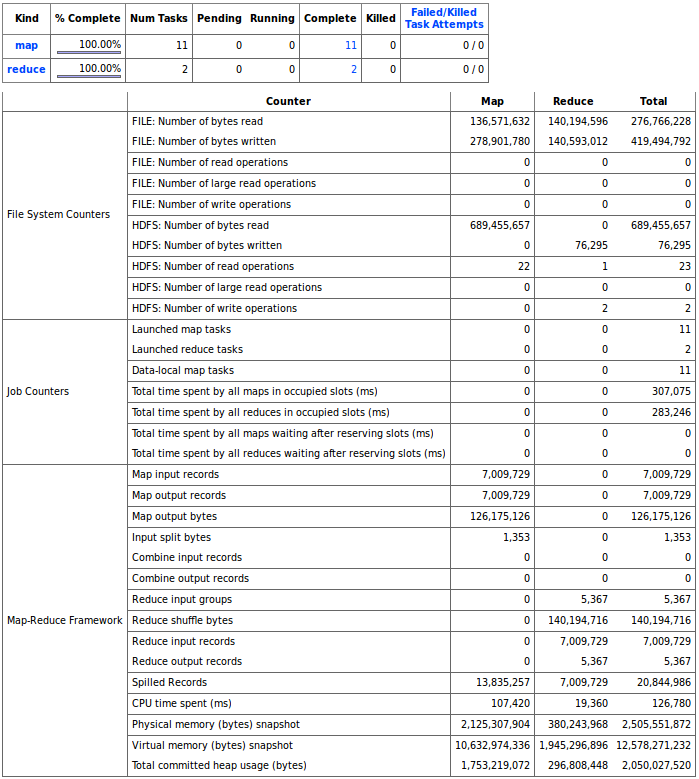 Kind % Complete Num Tasks Pending Running Complete Killed Failed/Killed
Task Attempts
map 100.00% 11 0 0 11 0 0 / 0
reduce 100.00% 2 0 0 2 0 0 / 0
Counter Map Reduce Total
File System Counters
FILE: Number of bytes read 136,571,632 140,194,596 276,766,228
FILE: Number of bytes written 278,901,780 140,593,012 419,494,792
FILE: Number of read operations 0 0 0
FILE: Number of large read operations 0 0 0
FILE: Number of write operations 0 0 0
HDFS: Number of bytes read 689,455,657 0 689,455,657
HDFS: Number of bytes written 0 76,295 76,295
HDFS: Number of read operations 22 1 23
HDFS: Number of large read operations 0 0 0
HDFS: Number of write operations 0 2 2
Job Counters
Launched map tasks 0 0 11
Launched reduce tasks 0 0 2
Data-local map tasks 0 0 11
Total time spent by all maps in occupied slots (ms) 0 0 307,075
Total time spent by all reduces in occupied slots (ms) 0 0 283,246
Total time spent by all maps waiting after reserving slots (ms) 0 0 0
Total time spent by all reduces waiting after reserving slots (ms) 0 0 0
Map-Reduce Framework
Map input records 7,009,729 0 7,009,729
Map output records 7,009,729 0 7,009,729
Map output bytes 126,175,126 0 126,175,126
Input split bytes 1,353 0 1,353
Combine input records 0 0 0
Combine output records 0 0 0
Reduce input groups 0 5,367 5,367
Reduce shuffle bytes 0 140,194,716 140,194,716
Reduce input records 0 7,009,729 7,009,729
Reduce output records 0 5,367 5,367
Spilled Records 13,835,257 7,009,729 20,844,986
CPU time spent (ms) 107,420 19,360 126,780
Physical memory (bytes) snapshot 2,125,307,904 380,243,968 2,505,551,872
Virtual memory (bytes) snapshot 10,632,974,336 1,945,296,896 12,578,271,232
Total committed heap usage (bytes) 1,753,219,072 296,808,448 2,050,027,520